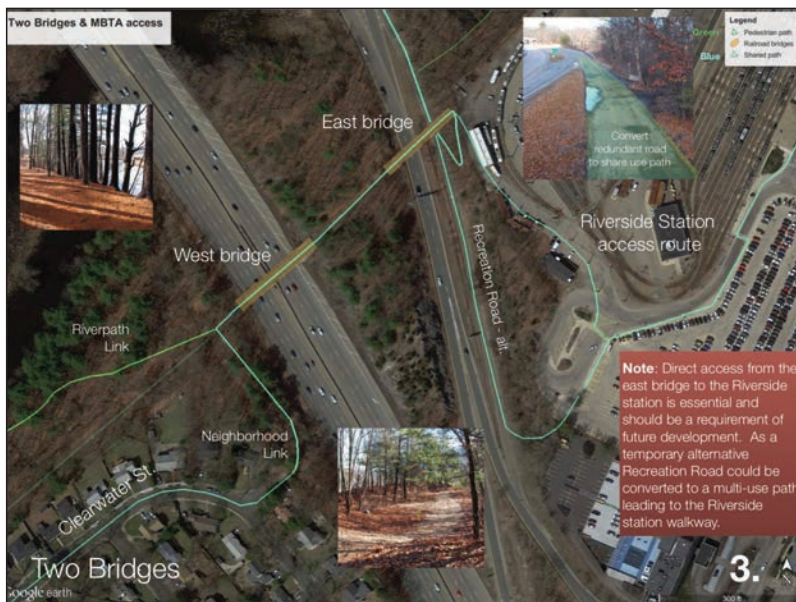 Two Bridges & MBTA access
Legend
Pedestrian path
Railroad bridges
Shared path
Green
Blue
East bridge
Convert
redundant road
to share use path
Riverside Station
access route
West bridge
Recreation Road - alt.
Riverpath
Link
Neighborhood
Link
Clearwater St.
Note: Direct access from the
east bridge to the Riverside
station is essential and
should be a requirement of
future development. As a
temporary alternative
Recreation Road could be
converted to a multi-use path
leading to the Riverside
station walkway.
Two Bridges
Google earth
3.
300 ft